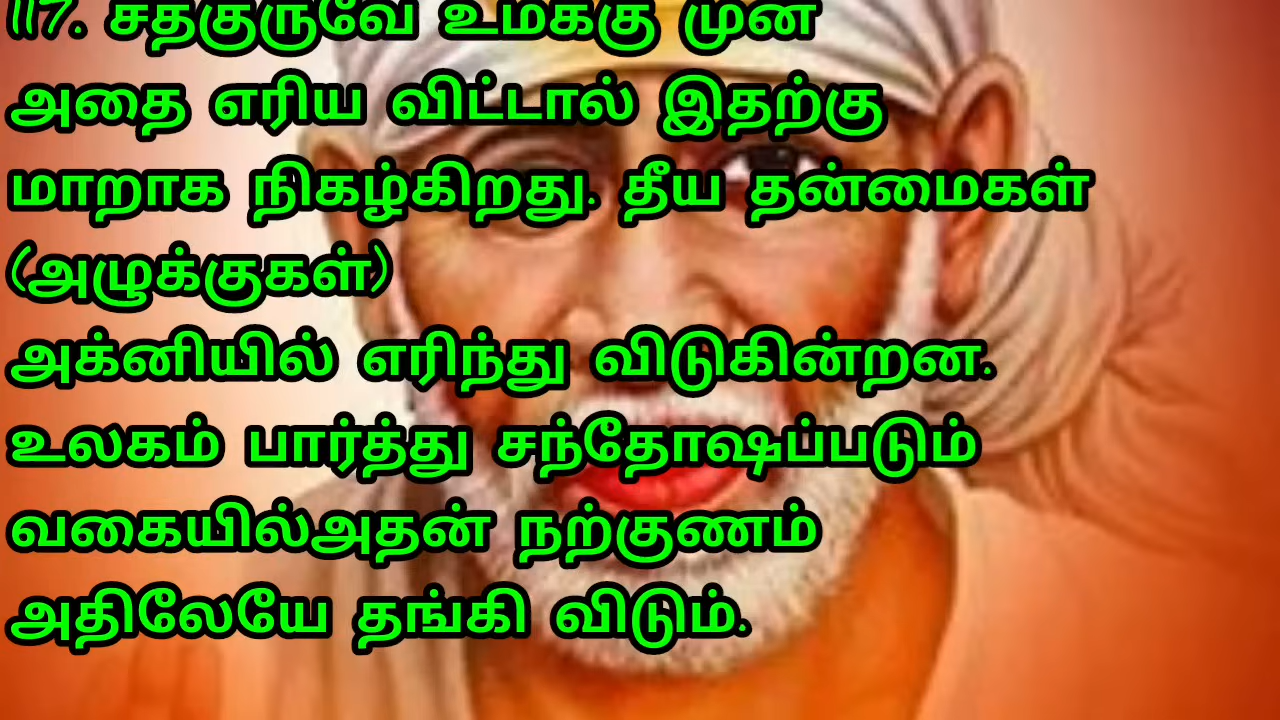 117. சத்குருவே உமக்கு முன்
அதை எரிய விட்டால் இதற்கு
மாறாக நிகழ்கிறது. தீய தன்மைகள்
(அழுக்குகள்)
அக்னியில் எரிந்து விடுகின்றன.
உலகம் பார்த்து சந்தோஷப்படும்
வகையில்அதன் நற்குணம்
அதிலேயே தங்கி விடும்.